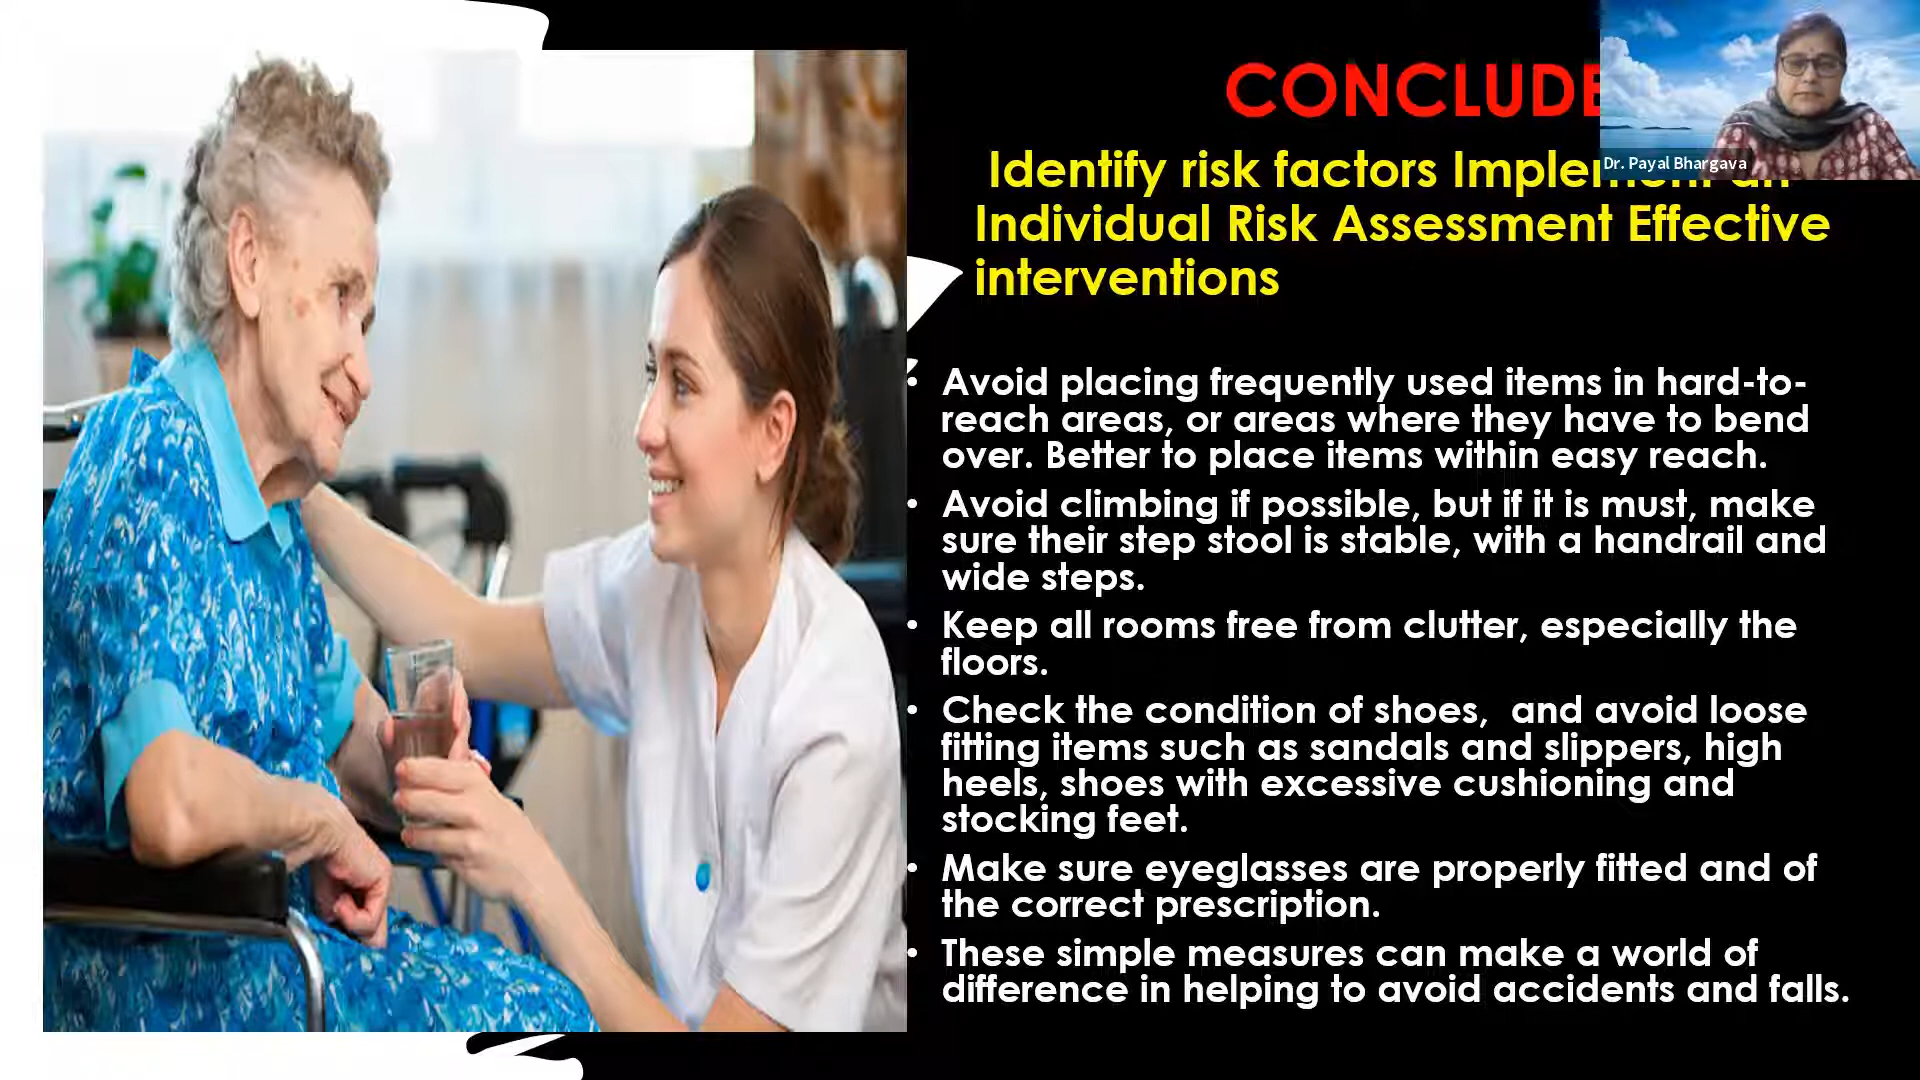 CONCLUDE
Dr. Payal Bhargava
Identify risk factors Implement an
Individual Risk Assessment Effective
interventions
• Avoid placing frequently used items in hard-to-
reach areas, or areas where they have to bend
over. Better to place items within easy reach.
• Avoid climbing if possible, but if it is must, make
sure their step stool is stable, with a handrail and
wide steps.
• Keep all rooms free from clutter, especially the
floors.
• Check the condition of shoes,  and avoid loose
fitting items such as sandals and slippers, high
heels, shoes with excessive cushioning and
stocking feet.
• Make sure eyeglasses are properly fitted and of
the correct prescription.
• These simple measures can make a world of
difference in helping to avoid accidents and falls.